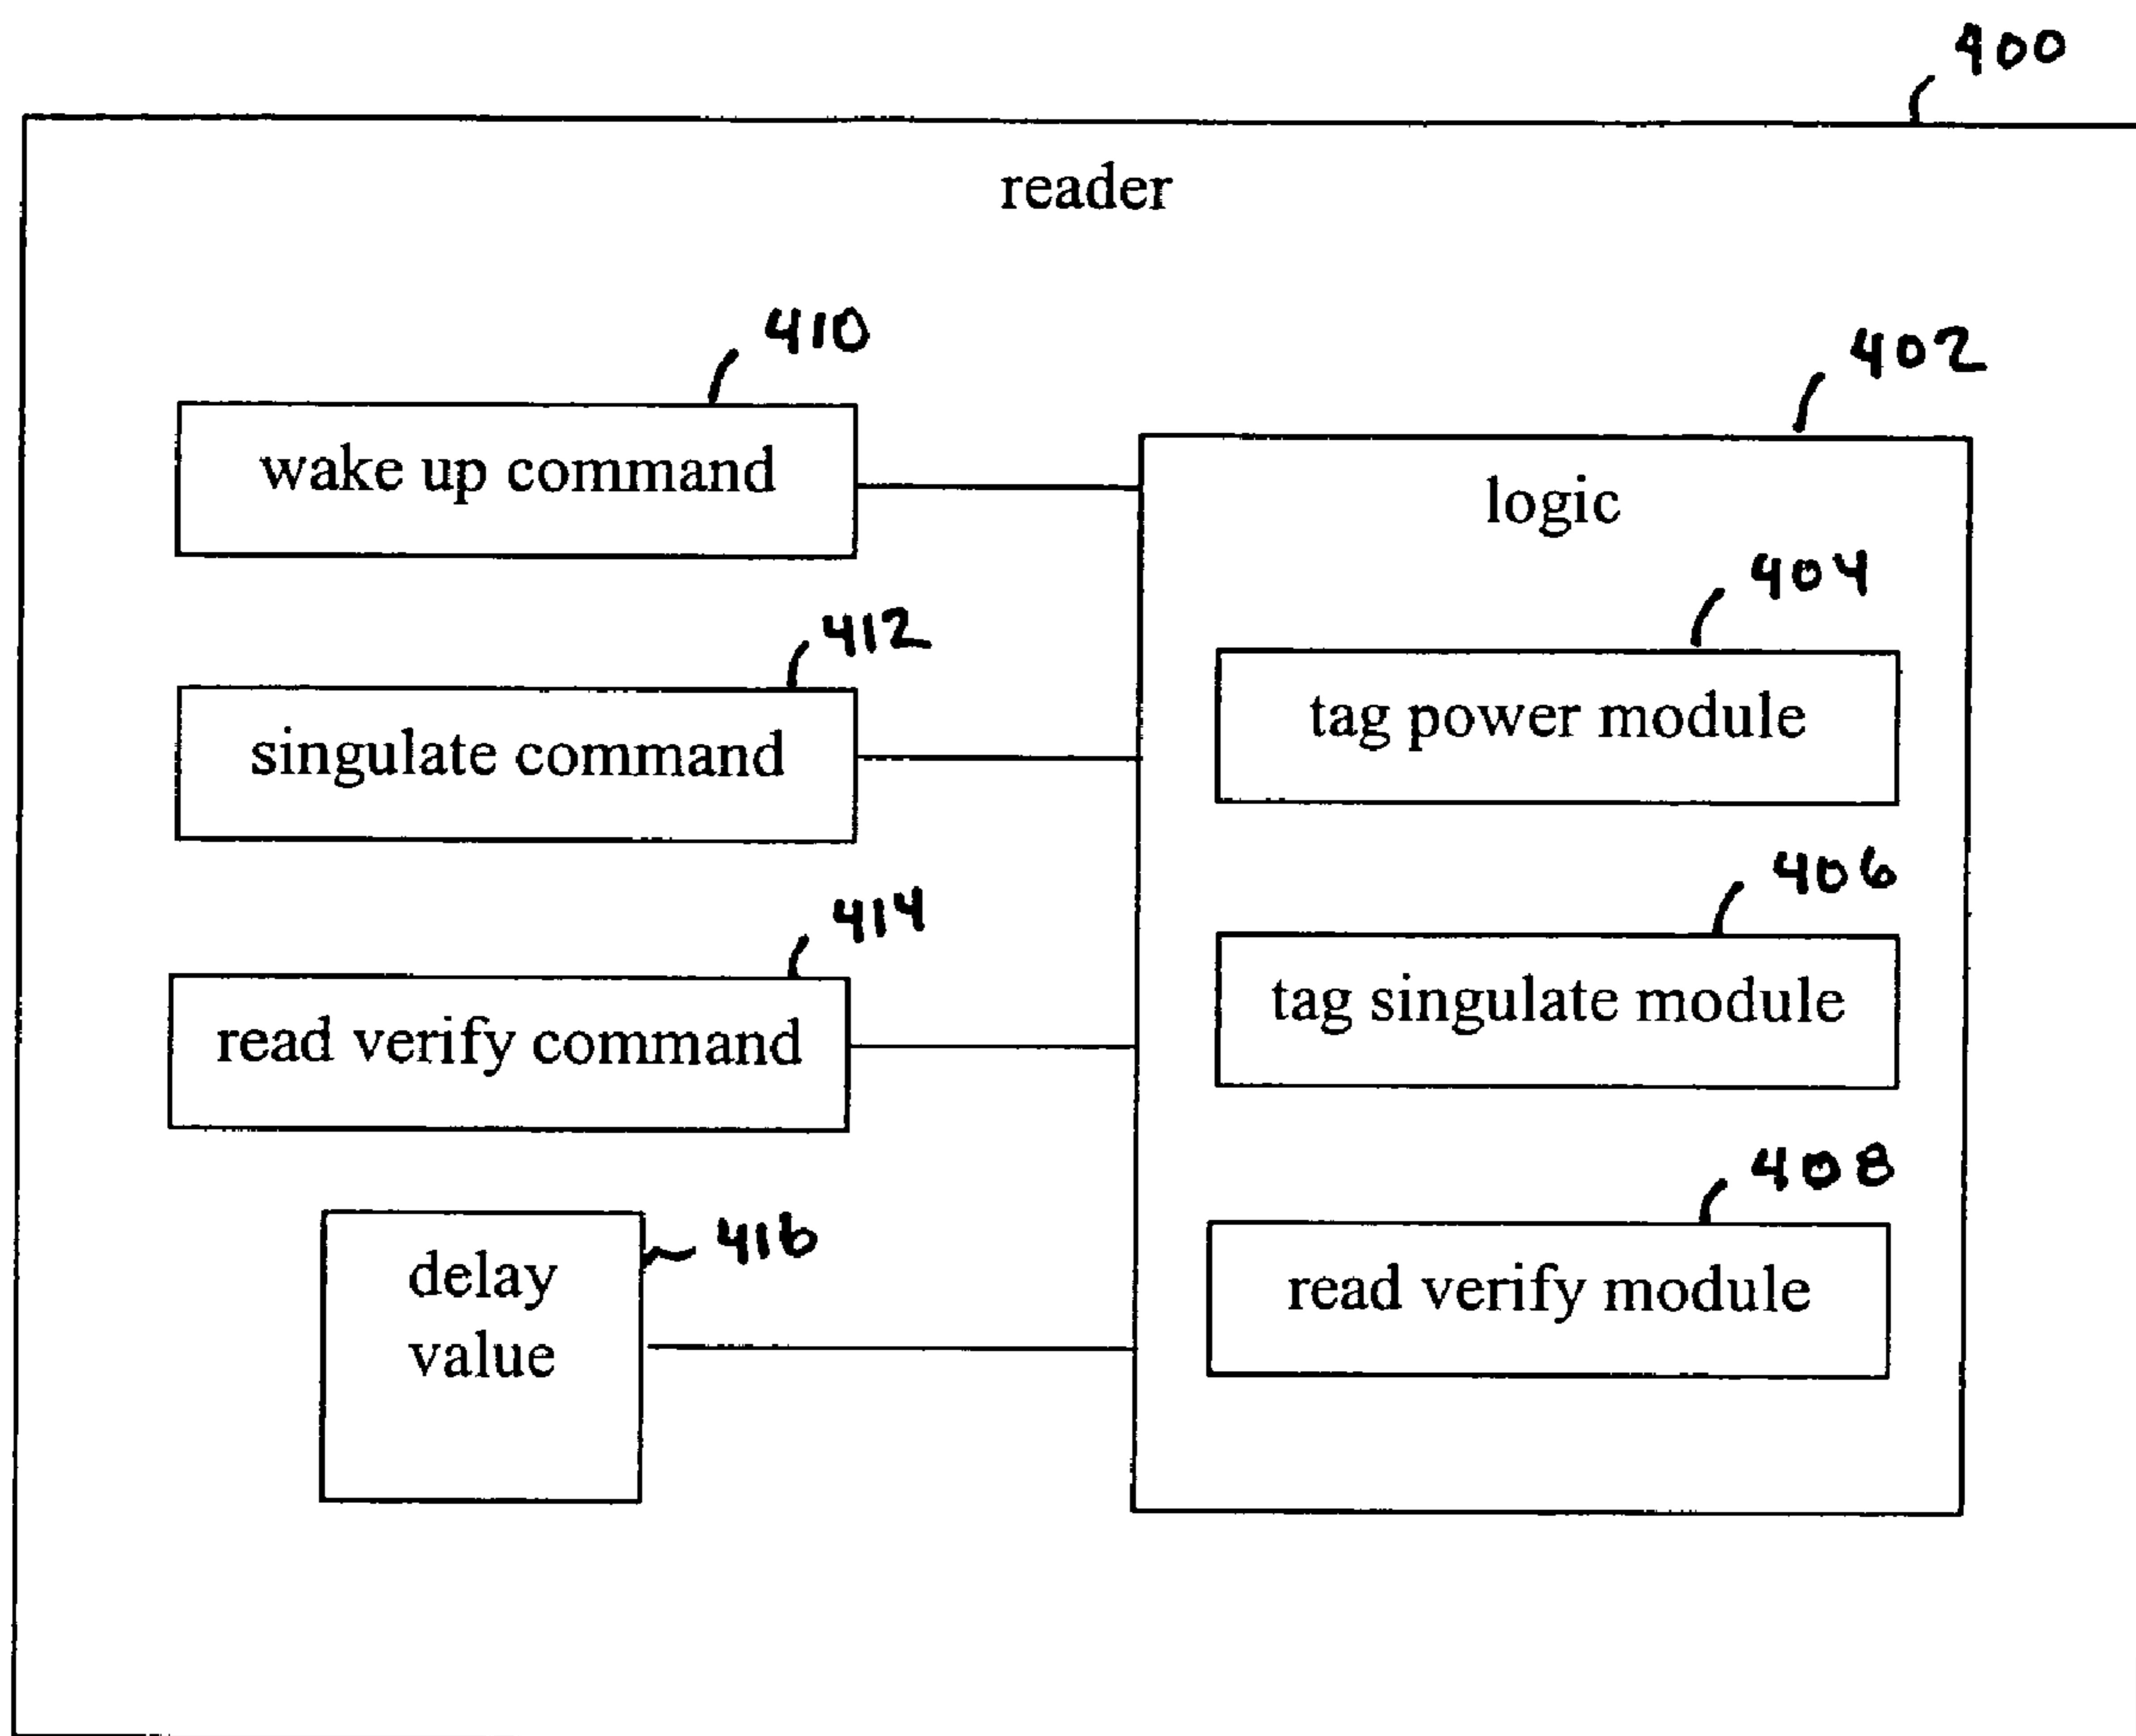 400
reader
410
wake up command
402
logic
404
tag power module
412
singulate command
406
tag singulate module
414
read verify command
408
read verify module
416
delay
value